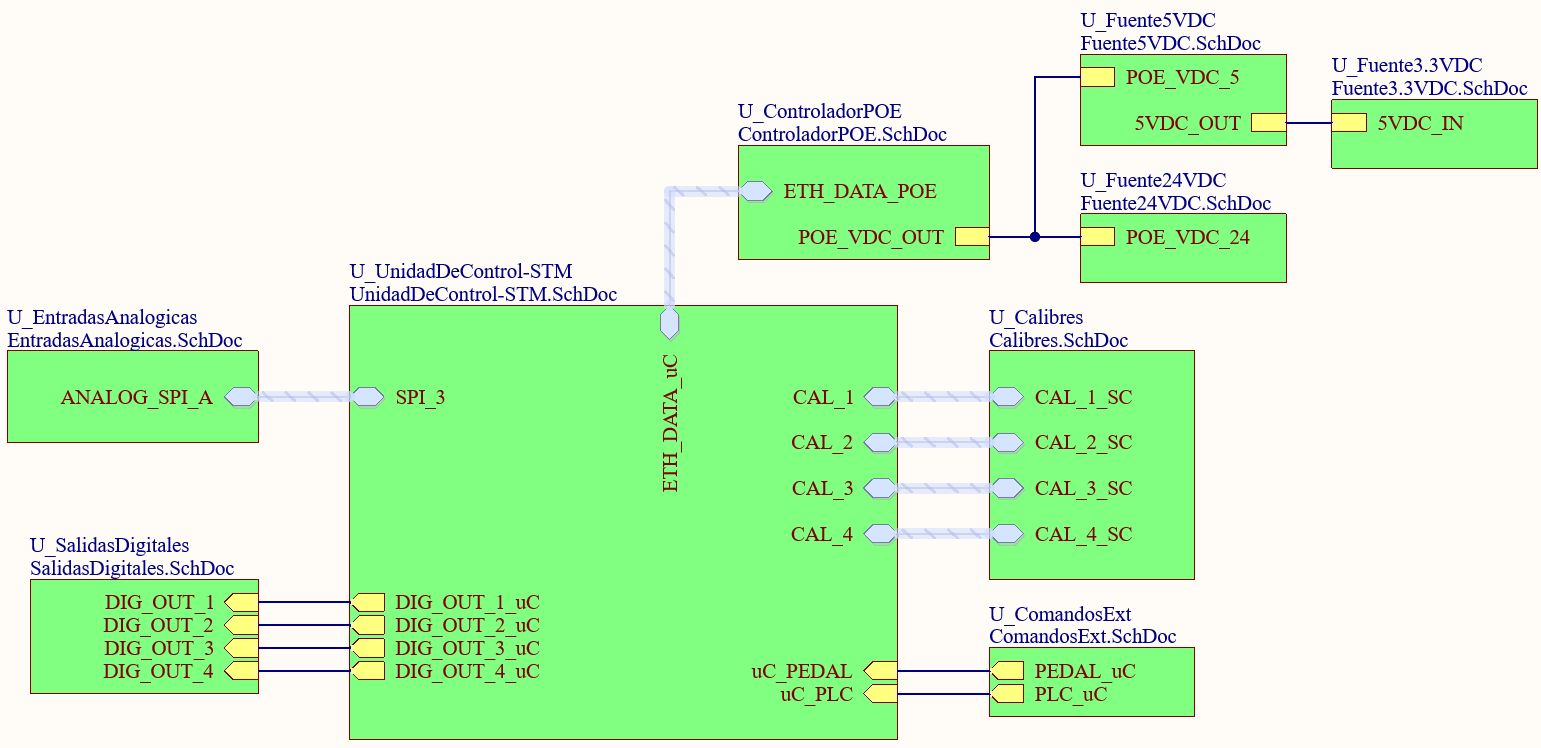 U_Fuente5VDC
Fuente5VDC.SchDoc
POE_VDC_5
5VDC_OUT
U_Fuente3.3VDC
Fuente3.3VDC.SchDoc
5VDC_IN
U_ControladorPOE
ControladorPOE.SchDoc
ETH_DATA_POE
POE_VDC_OUT
U_Fuente24VDC
Fuente24VDC.SchDoc
POE_VDC_24
U_UnidadDeControl-STM
UnidadDeControl-STM.SchDoc
SPI_3
ETH_DATA_uC
CAL_1
CAL_2
CAL_3
CAL_4
DIG_OUT_1_uC
DIG_OUT_2_uC
DIG_OUT_3_uC
DIG_OUT_4_uC
uC_PEDAL
uC_PLC
U_EntradasAnalogicas
EntradasAnalogicas.SchDoc
ANALOG_SPI_A
U_Calibres
Calibres.SchDoc
CAL_1_SC
CAL_2_SC
CAL_3_SC
CAL_4_SC
U_SalidasDigitales
SalidasDigitales.SchDoc
DIG_OUT_1
DIG_OUT_2
DIG_OUT_3
DIG_OUT_4
U_ComandosExt
ComandosExt.SchDoc
PEDAL_uC
PLC_uC